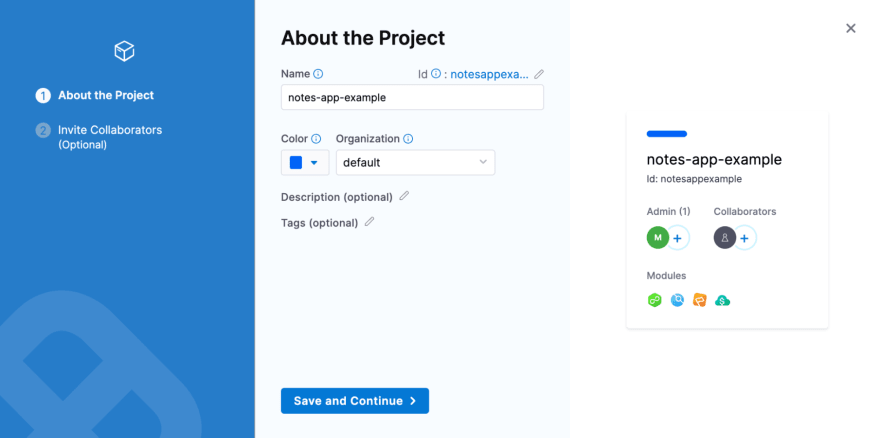 1 About the Project
2 Invite Collaborators
(Optional)
About the Project
Name Id : notesappexa...
notes-app-example
Color Organization
default
Description (optional)
Tags (optional)
Save and Continue
notes-app-example
Id: notesappexample
Admin (1) Collaborators
M + +
Modules